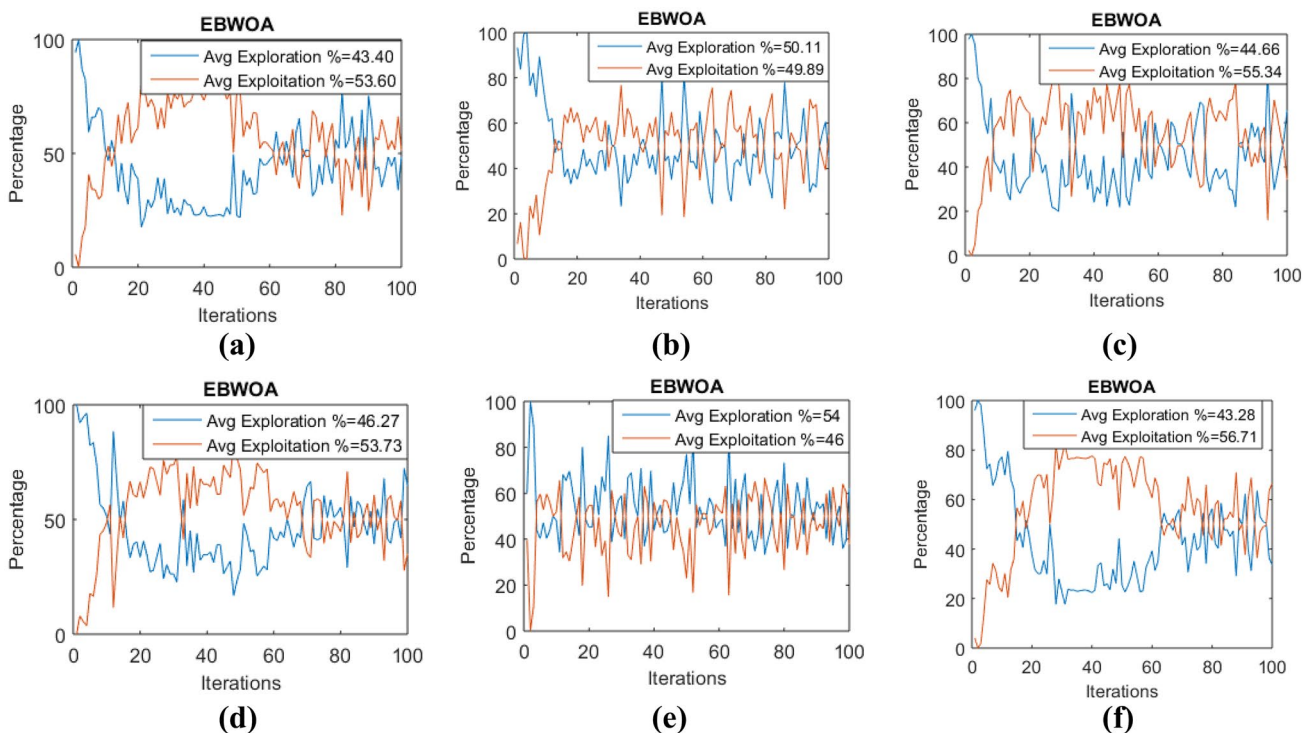 EBWOA
100
50
0
Percentage
Avg Exploration %=43.40
Avg Exploitation %=53.60
0 20 40 60 80 100
Iterations
(a)
EBWOA
100
80
60
40
20
0
Percentage
Avg Exploration %=50.11
Avg Exploitation %=49.89
0 20 40 60 80 100
Iterations
(b)
EBWOA
100
80
60
40
20
0
Percentage
Avg Exploration %=44.66
Avg Exploitation %=55.34
0 20 40 60 80 100
Iterations
(c)
EBWOA
100
50
0
Percentage
Avg Exploration %=46.27
Avg Exploitation %=53.73
0 20 40 60 80 100
Iterations
(d)
EBWOA
100
80
60
40
20
0
Percentage
Avg Exploration %=54
Avg Exploitation %=46
0 20 40 60 80 100
Iterations
(e)
EBWOA
100
80
60
40
20
0
Percentage
Avg Exploration %=43.28
Avg Exploitation %=56.71
0 20 40 60 80 100
Iterations
(f)